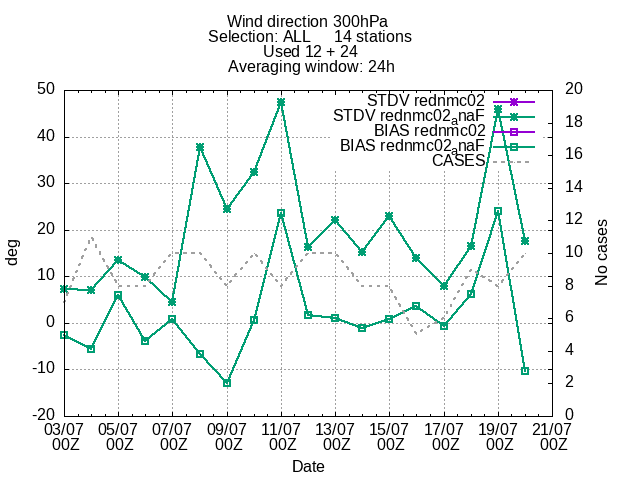 Wind direction 300hPa
Selection: ALL 14 stations
Used 12 + 24
Averaging window: 24h
STDV rednmc02
STDV rednmc02anaF
BIAS rednmc02
BIAS rednmc02anaF
CASES
50
40
30
20
10
0
-10
-20
deg
20
18
16
14
12
10
8
6
4
2
0
No cases
03/07 05/07 07/07 09/07 11/07 13/07 15/07 17/07 19/07 21/07
00Z 00Z 00Z 00Z 00Z 00Z 00Z 00Z 00Z 00Z
Date